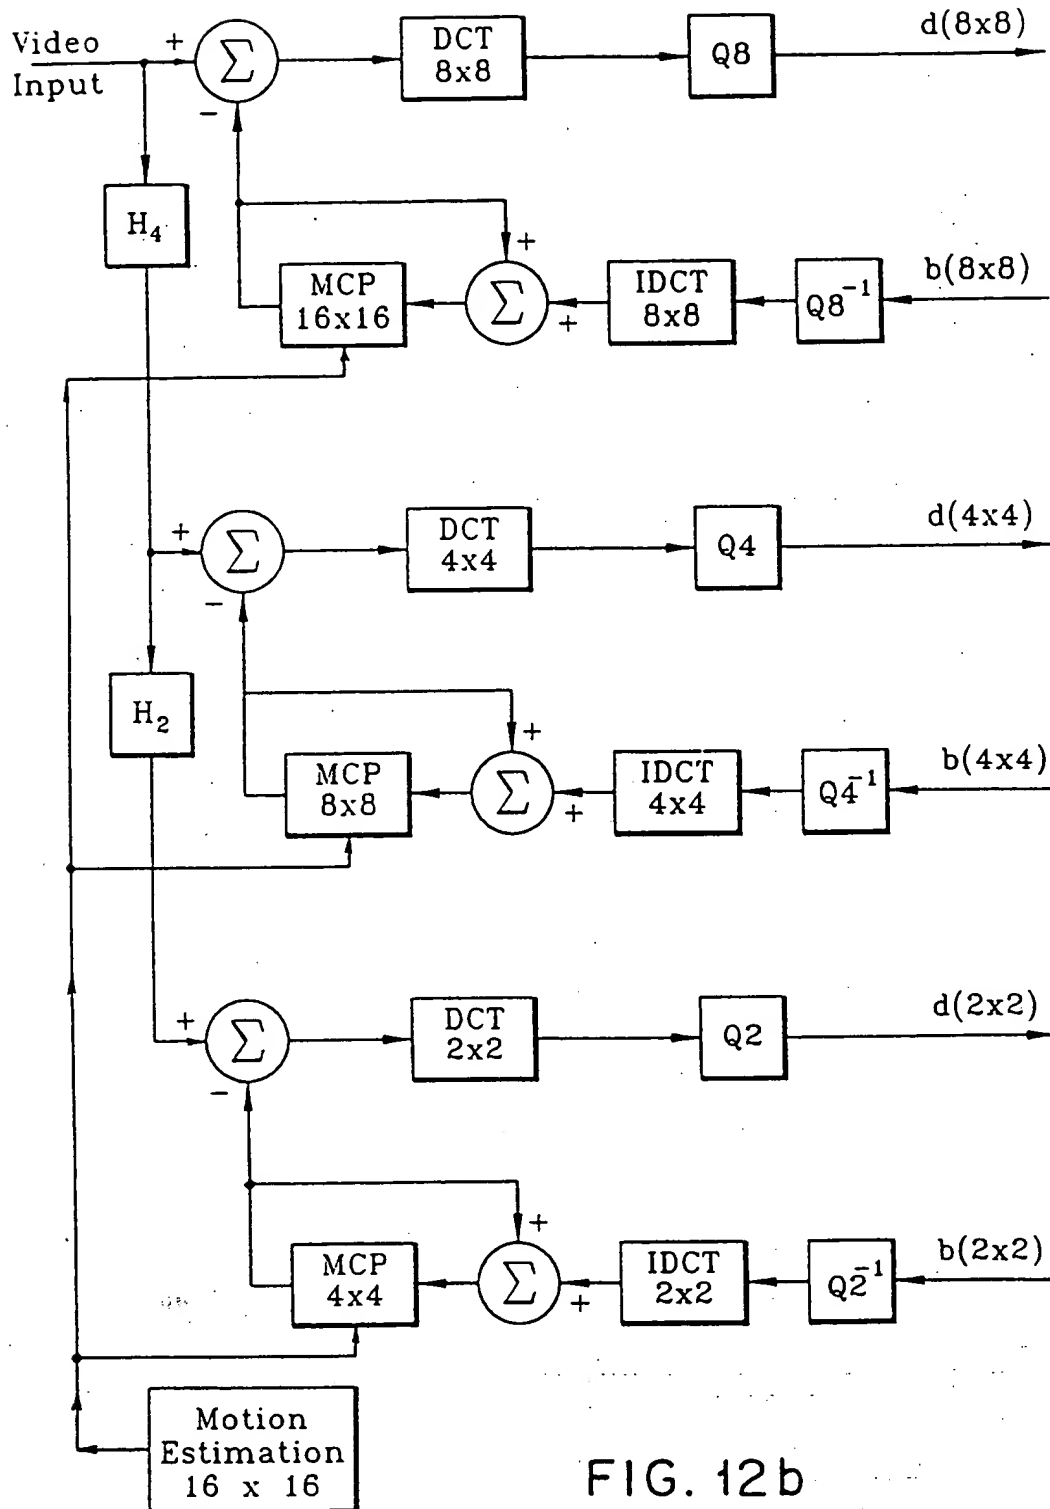 Video
Input
+
Σ
−
DCT
8x8
Q8
d(8x8)
H₄
+
MCP
16x16
Σ
+
IDCT
8x8
Q8⁻¹
b(8x8)
+
Σ
−
DCT
4x4
Q4
d(4x4)
H₂
+
MCP
8x8
Σ
+
IDCT
4x4
Q4⁻¹
b(4x4)
+
Σ
−
DCT
2x2
Q2
d(2x2)
+
MCP
4x4
Σ
+
IDCT
2x2
Q2⁻¹
b(2x2)
Motion
Estimation
16 x 16
FIG. 12b